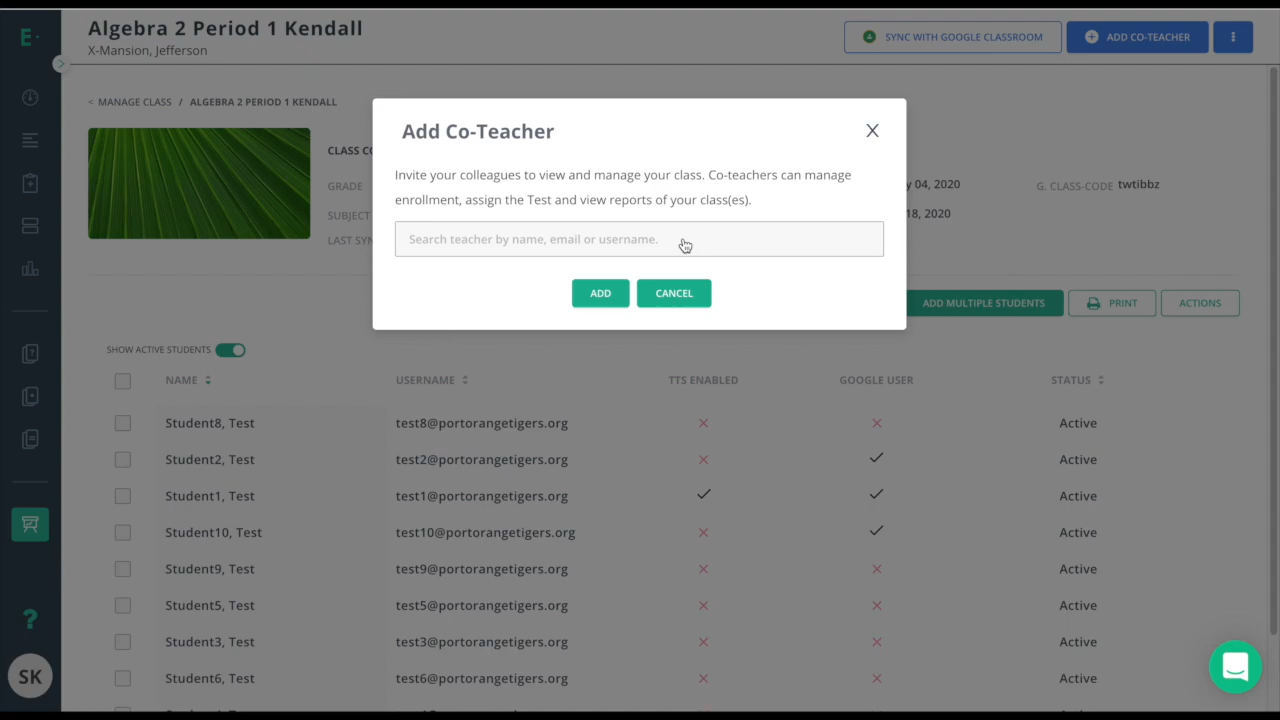 E·
Algebra 2 Period 1 Kendall
X-Mansion, Jefferson
SYNC WITH GOOGLE CLASSROOM
ADD CO-TEACHER
< MANAGE CLASS / ALGEBRA 2 PERIOD 1 KENDALL
CLASS CO
GRADE
SUBJECT
LAST SYN
04, 2020
18, 2020
G. CLASS-CODE twtibbz
Add Co-Teacher
X
Invite your colleagues to view and manage your class. Co-teachers can manage
enrollment, assign the Test and view reports of your class(es).
Search teacher by name, email or username.
ADD
CANCEL
ADD MULTIPLE STUDENTS
PRINT
ACTIONS
SHOW ACTIVE STUDENTS
NAME USERNAME TTS ENABLED GOOGLE USER STATUS
Student8, Test test8@portorangetigers.org Active
Student2, Test test2@portorangetigers.org Active
Student1, Test test1@portorangetigers.org Active
Student10, Test test10@portorangetigers.org Active
Student9, Test test9@portorangetigers.org Active
Student5, Test test5@portorangetigers.org Active
Student3, Test test3@portorangetigers.org Active
Student6, Test test6@portorangetigers.org Active
?
SK